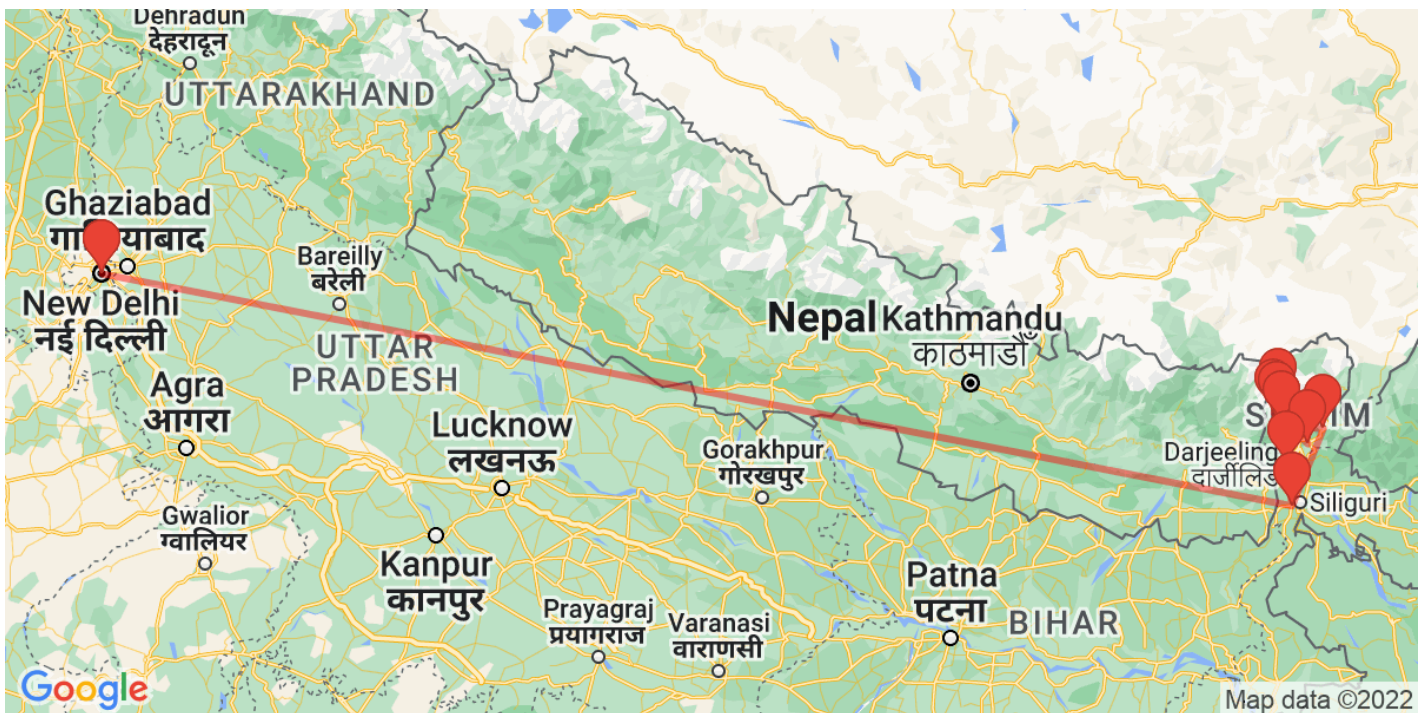 Dehradun
देहरादून
UTTARAKHAND
Ghaziabad
New Delhi
नई दिल्ली
Bareilly
बरेली
UTTAR
PRADESH
Agra
आगरा
Lucknow
लखनऊ
Nepal
Kathmandu
काठमाडौँ
Gorakhpur
गोरखपुर
Darjeeling
Siliguri
Gwalior
ग्वालियर
Kanpur
कानपुर
Prayagraj
प्रयागराज
Varanasi
वाराणसी
Patna
पटना
BIHAR
Google
Map data ©2022